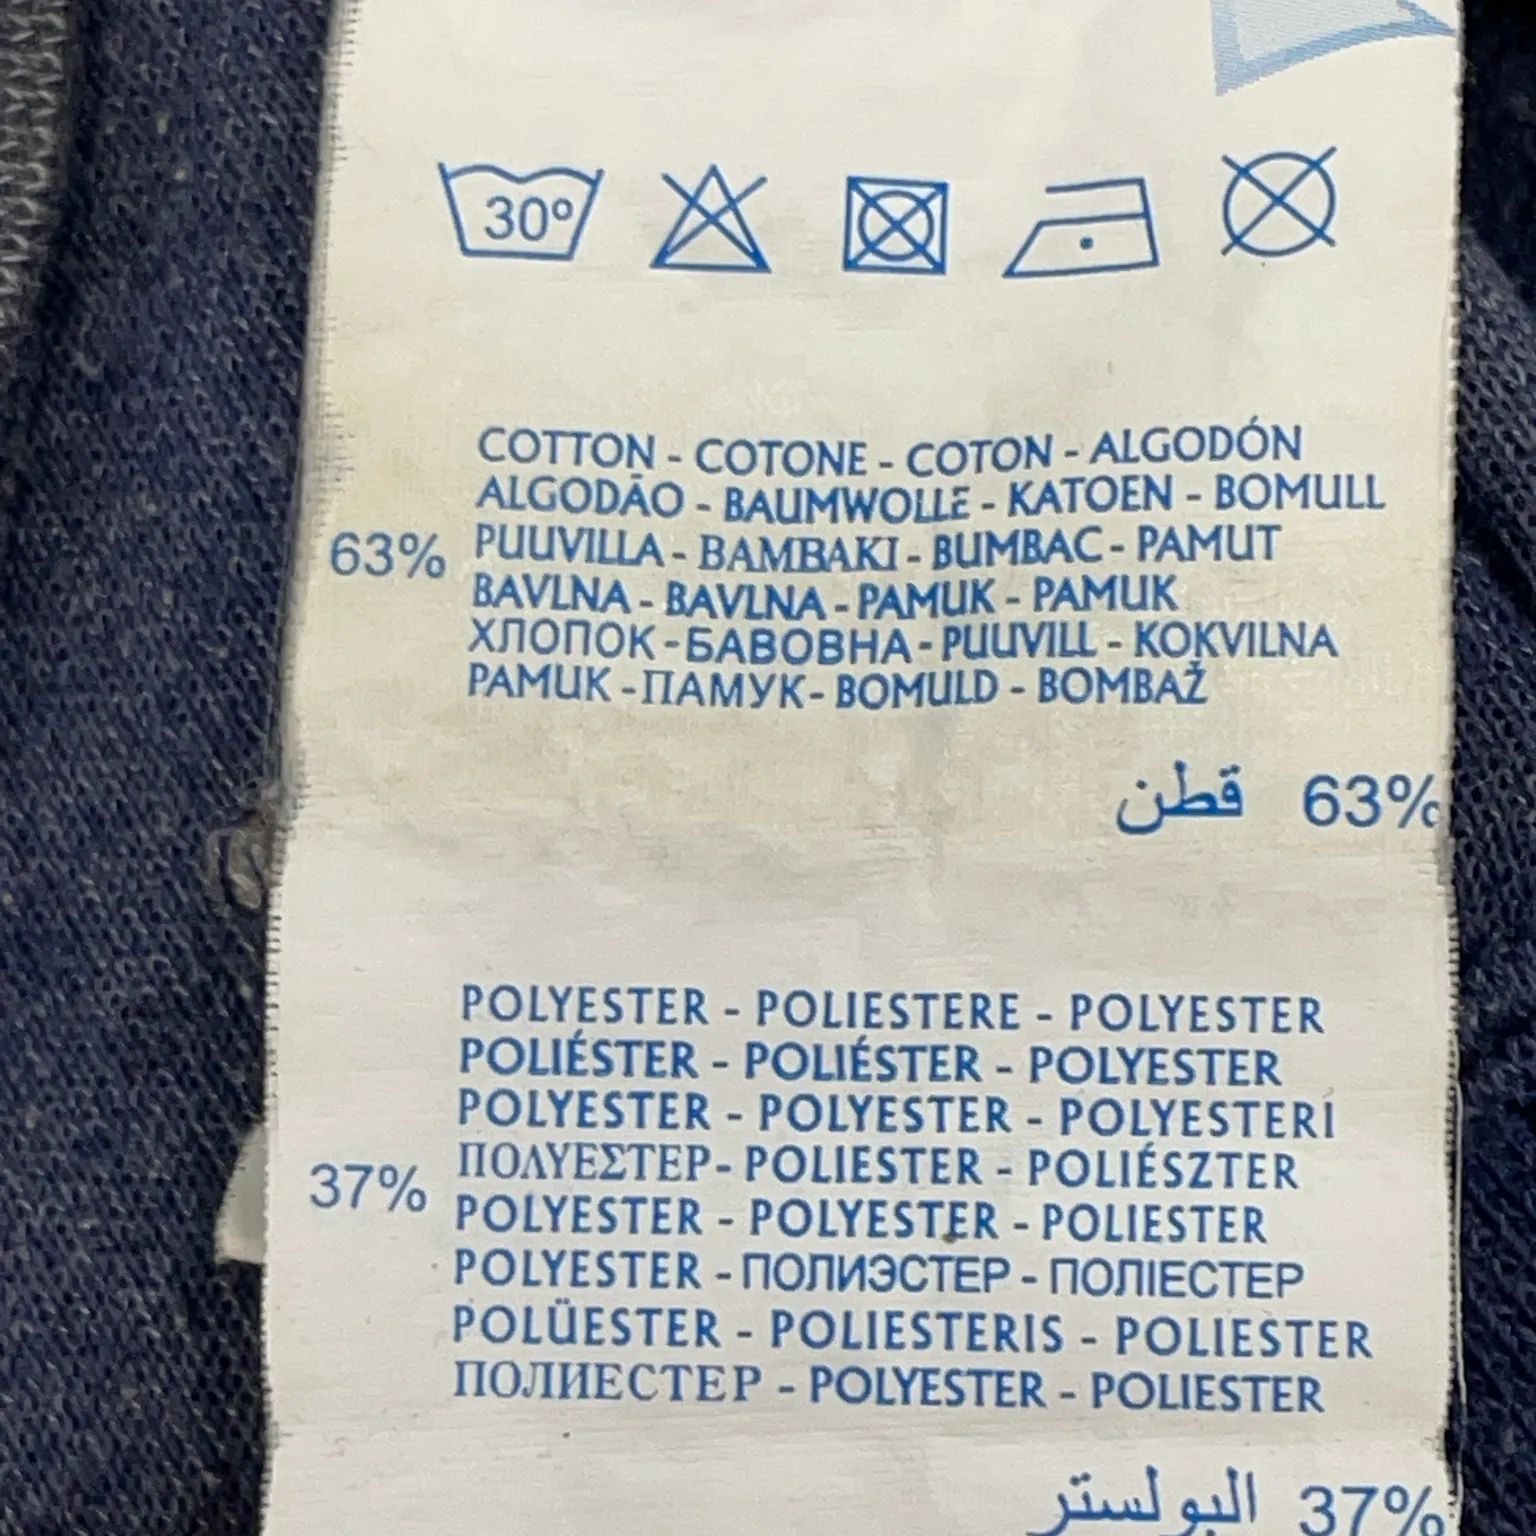 30°
COTTON - COTONE - COTON - ALGODÓN
ALGODÃO - BAUMWOLLE - KATOEN - BOMULL
63% PUUVILLA - BAMBAKI - BUMBAC - PAMUT
BAVLNA - BAVLNA - PAMUK - PAMUK
ХЛОПОК - БАВОВНА - PUUVILL - KOKVILNA
PAMUK - ПАМУК - BOMULD - BOMBAŽ
قطن 63%
POLYESTER - POLIESTERE - POLYESTER
POLIÉSTER - POLIÉSTER - POLYESTER
POLYESTER - POLYESTER - POLYESTERI
37% ΠΟΛΥΕΣΤΕΡ - POLIESTER - POLIÉSZTER
POLYESTER - POLYESTER - POLIESTER
POLYESTER - ПОЛИЭСТЕР - ПОЛІЕСТЕР
POLÜESTER - POLIESTERIS - POLIESTER
ПОЛИЕСТЕР - POLYESTER - POLIESTER
البولستر 37%